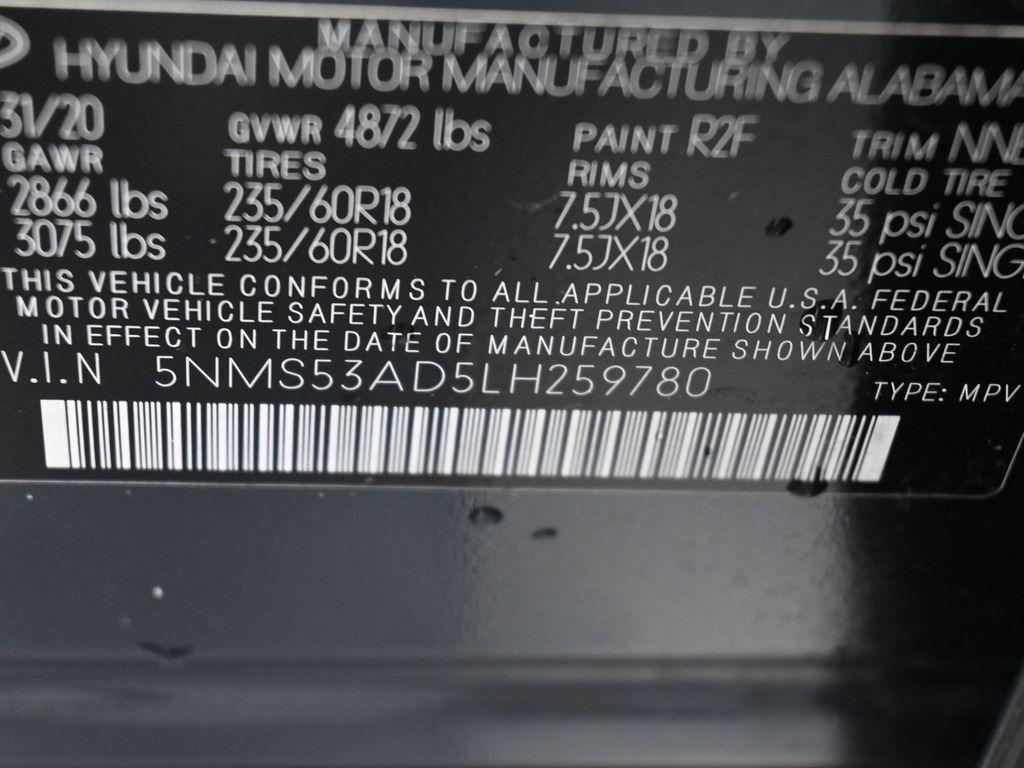 MANUFACTURED BY
HYUNDAI MOTOR MANUFACTURING ALABAMA
31/20 GVWR 4872 lbs PAINT R2F TRIM NNB
GAWR TIRES RIMS COLD TIRE
2866 lbs 235/60R18 7.5JX18 35 psi SING
3075 lbs 235/60R18 7.5JX18 35 psi SING
THIS VEHICLE CONFORMS TO ALL APPLICABLE U.S.A. FEDERAL
MOTOR VEHICLE SAFETY AND THEFT PREVENTION STANDARDS
IN EFFECT ON THE DATE OF MANUFACTURE SHOWN ABOVE
V.I.N 5NMS53AD5LH259780 TYPE: MPV